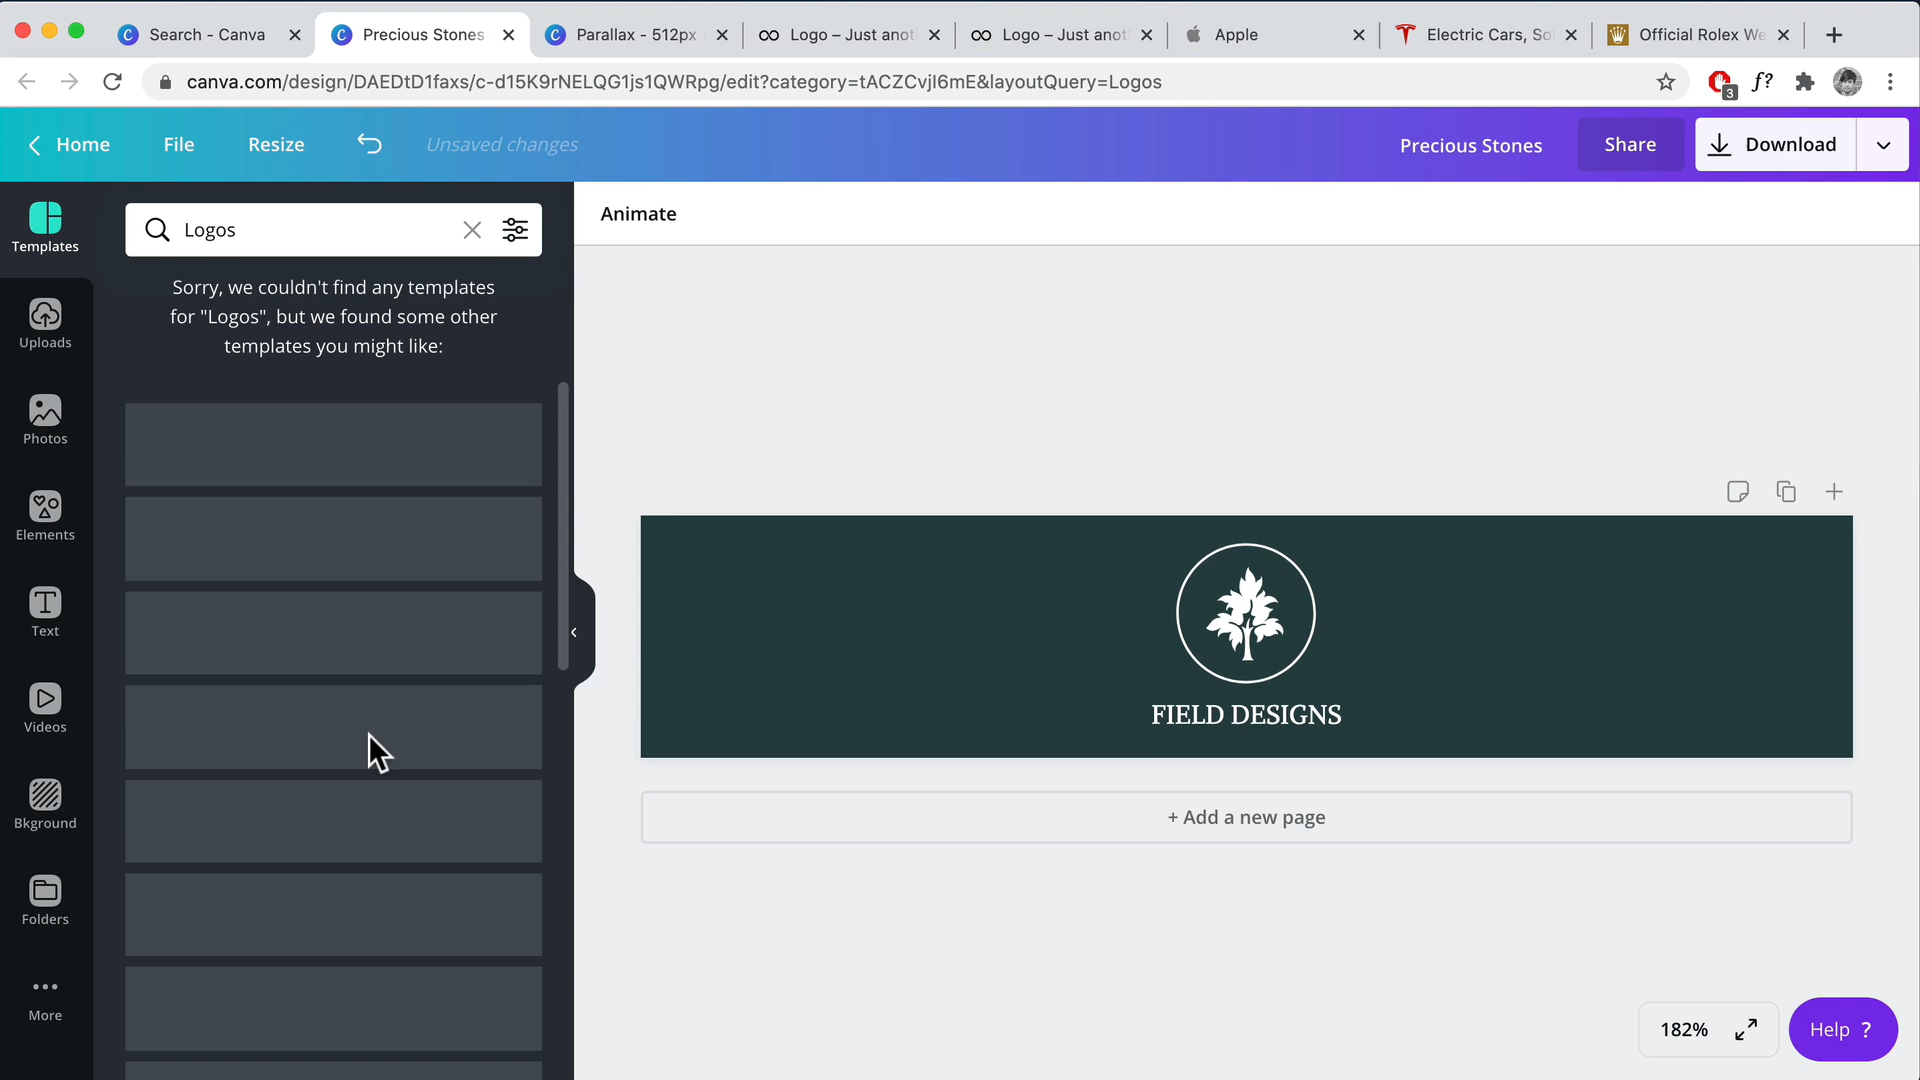 Search - Canva
Precious Stones
Parallax - 512px
Logo – Just anot
Logo – Just anot
Apple
Electric Cars, So
Official Rolex We
canva.com/design/DAEDtD1faxs/c-d15K9rNELQG1js1QWRpg/edit?category=tACZCvjI6mE&layoutQuery=Logos
3
f?
Home
File
Resize
Unsaved changes
Precious Stones
Share
Download
Templates
Uploads
Photos
Elements
Text
Videos
Bkground
Folders
More
Logos
Sorry, we couldn't find any templates
for "Logos", but we found some other
templates you might like:
Animate
FIELD DESIGNS
+ Add a new page
182%
Help ?